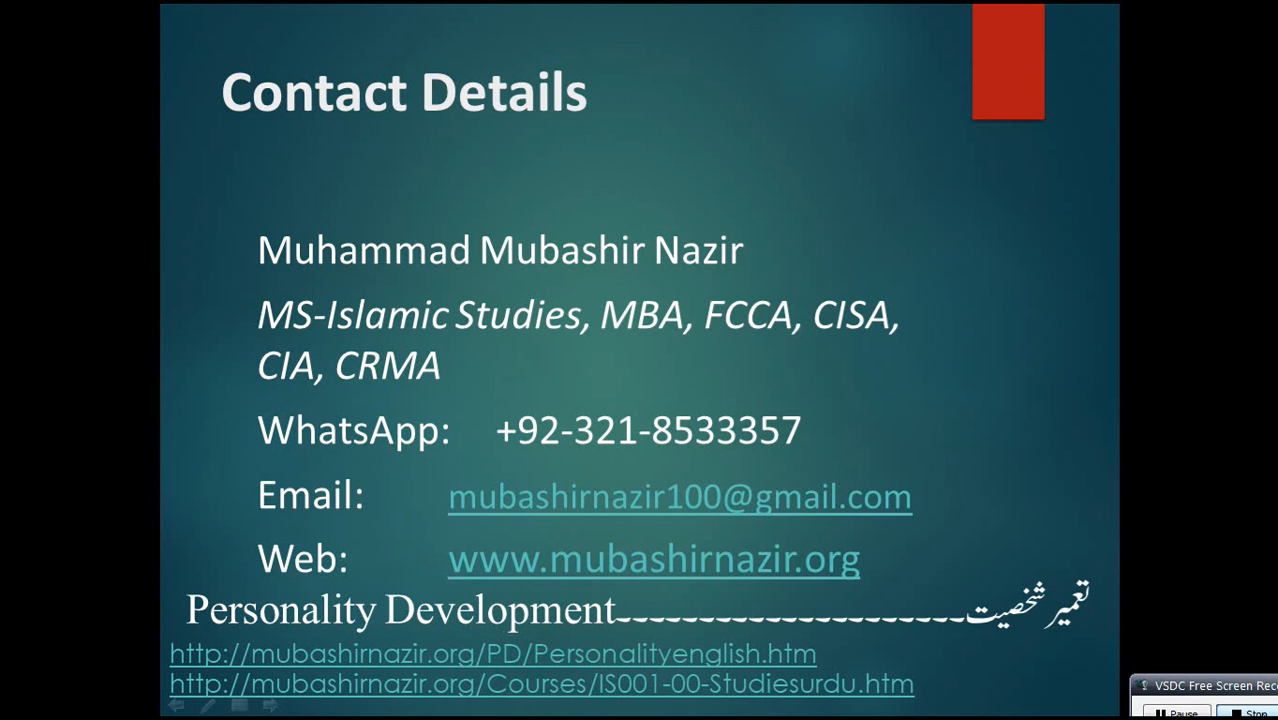 Contact Details
Muhammad Mubashir Nazir
MS-Islamic Studies, MBA, FCCA, CISA,
CIA, CRMA
WhatsApp: +92-321-8533357
Email: mubashirnazir100@gmail.com
Web: www.mubashirnazir.org
Personality Development۔۔۔۔۔۔۔۔۔۔۔۔۔۔۔۔۔۔۔۔۔تعمیر شخصیت
http://mubashirnazir.org/PD/Personalityenglish.htm
http://mubashirnazir.org/Courses/IS001-00-Studiesurdu.htm
VSDC Free Screen Rec
Pause Stop